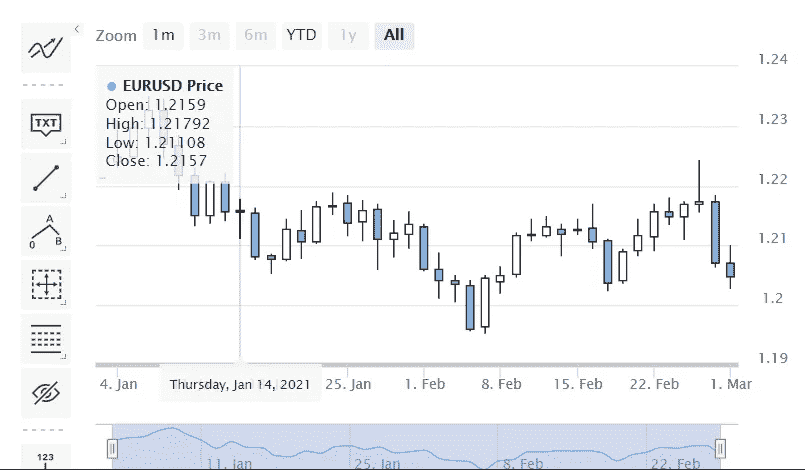 Zoom 1m 3m 6m YTD 1y All
1.24
EURUSD Price
Open: 1.2159
High: 1.21792
Low: 1.21108
Close: 1.2157
1.23
1.22
1.21
1.2
1.19
TXT
A
0 B
4. Jan
Thursday, Jan 14, 2021
25. Jan 1. Feb 8. Feb 15. Feb 22. Feb 1. Mar
123
11. Jan 25. Jan 8. Feb 22. Feb